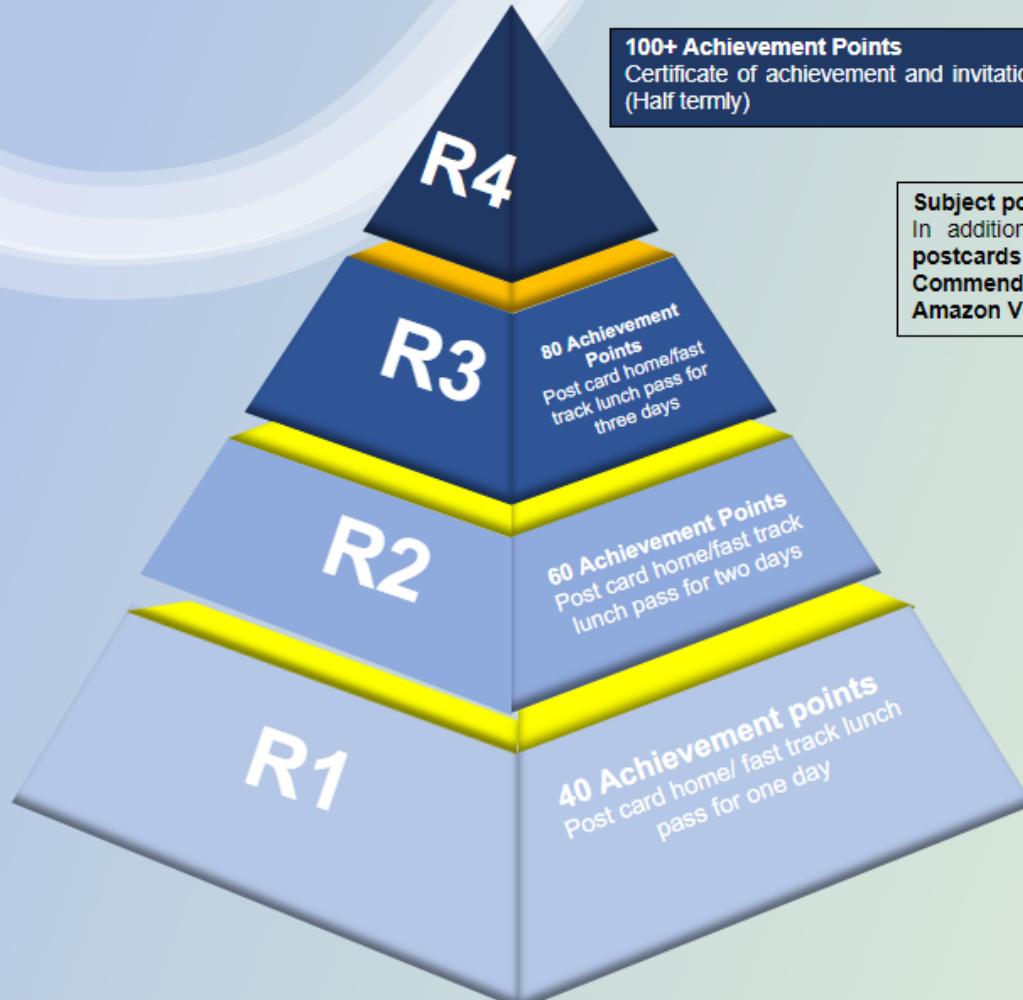 100+ Achievement Points
Certificate of achievement and
(Half termly)
R4
Subject
In addition
postcards
Amazon
R3
80 Achievement
Points
Post card home/fast
track lunch pass for
three days
R2
60 Achievement Points
Post card home/fast track
lunch pass for two days
R1
40 Achievement points
Post card home/ fast track lunch
pass for one day